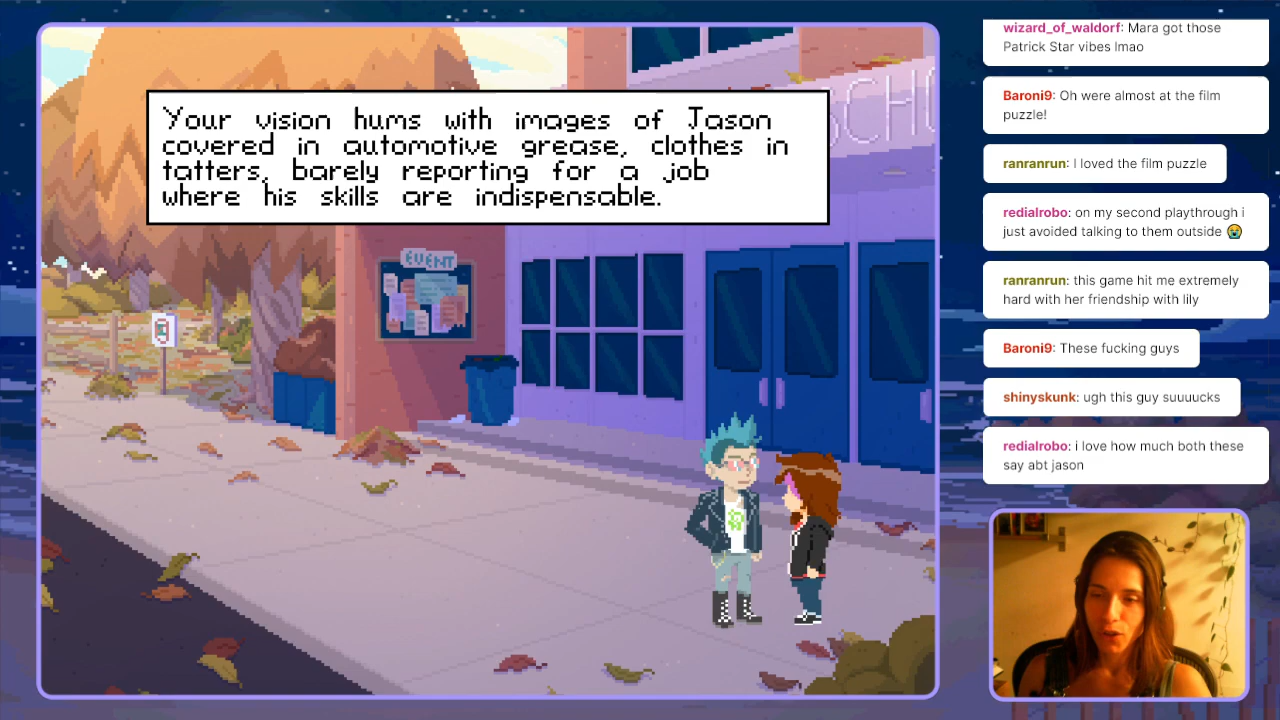 Your vision hums with images of Jason
covered in automotive grease, clothes in
tatters, barely reporting for a job
where his skills are indispensable.
SCHO
EVENT
wizard_of_waldorf: Mara got those
Patrick Star vibes lmao
Baroni9: Oh were almost at the film
puzzle!
ranranrun: I loved the film puzzle
redialrobo: on my second playthrough i
just avoided talking to them outside 😭
ranranrun: this game hit me extremely
hard with her friendship with lily
Baroni9: These fucking guys
shinyskunk: ugh this guy suuuucks
redialrobo: i love how much both these
say abt jason